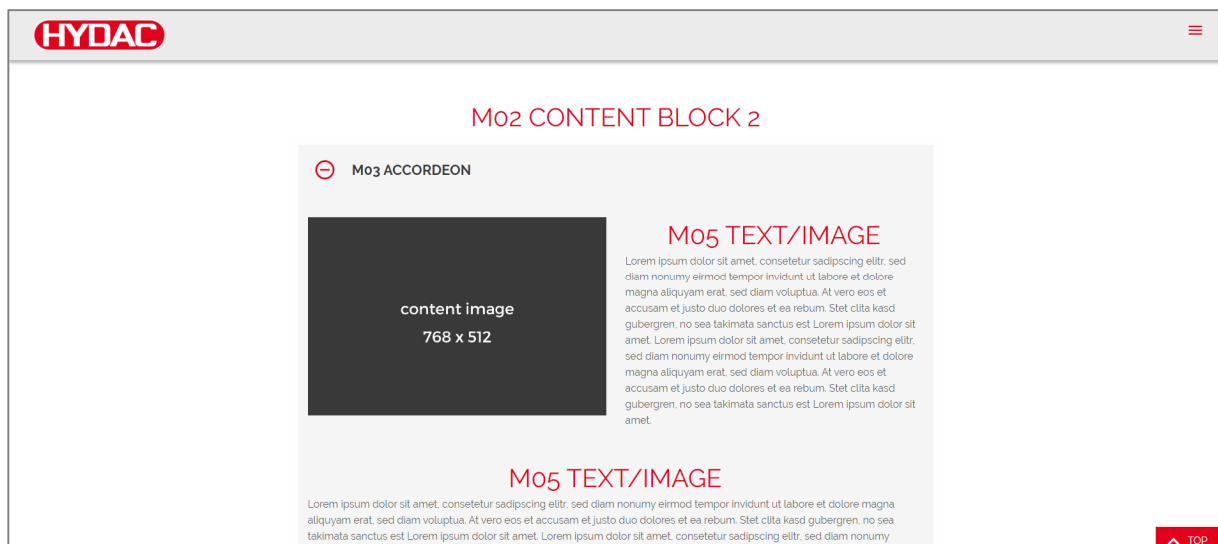 HYDAC
M02 CONTENT BLOCK 2
M03 ACCORDEON
content image
768 x 512
M05 TEXT/IMAGE
Lorem ipsum dolor sit amet, consetetur sadipscing elitr, sed
diam nonumy eirmod tempor invidunt ut labore et dolore
magna aliquyam erat, sed diam voluptua. At vero eos et
accusam et justo duo dolores et ea rebum. Stet clita kasd
gubergren, no sea takimata sanctus est Lorem ipsum dolor sit
amet. Lorem ipsum dolor sit amet, consetetur sadipscing elitr,
sed diam nonumy eirmod tempor invidunt ut labore et dolore
magna aliquyam erat, sed diam voluptua. At vero eos et
accusam et justo duo dolores et ea rebum. Stet clita kasd
gubergren, no sea takimata sanctus est Lorem ipsum dolor sit
amet.
M05 TEXT/IMAGE
Lorem ipsum dolor sit amet, consetetur sadipscing elitr, sed diam nonumy eirmod tempor invidunt ut labore et dolore magna
aliquyam erat, sed diam voluptua. At vero eos et accusam et justo duo dolores et ea rebum. Stet clita kasd gubergren, no sea
takimata sanctus est Lorem ipsum dolor sit amet. Lorem ipsum dolor sit amet, consetetur sadipscing elitr, sed diam nonumy
TOP